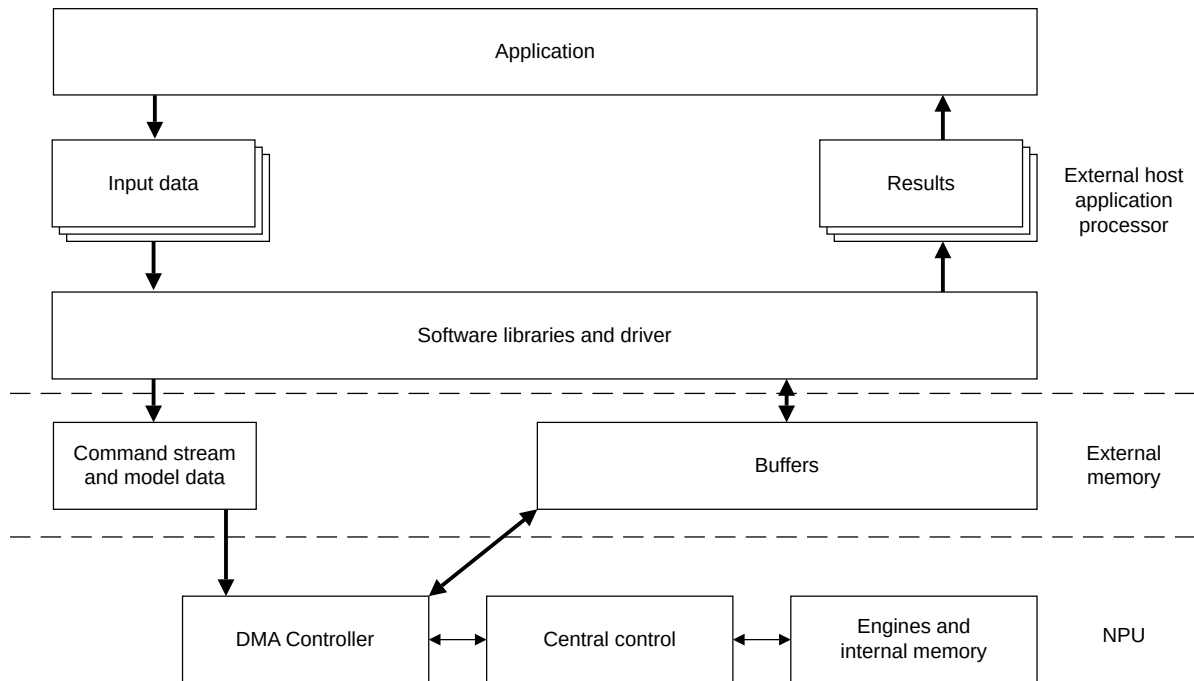 Application
Input data
Results
External host
application
processor
Software libraries and driver
Command stream
and model data
Buffers
External
memory
DMA Controller
Central control
Engines and
internal memory
NPU